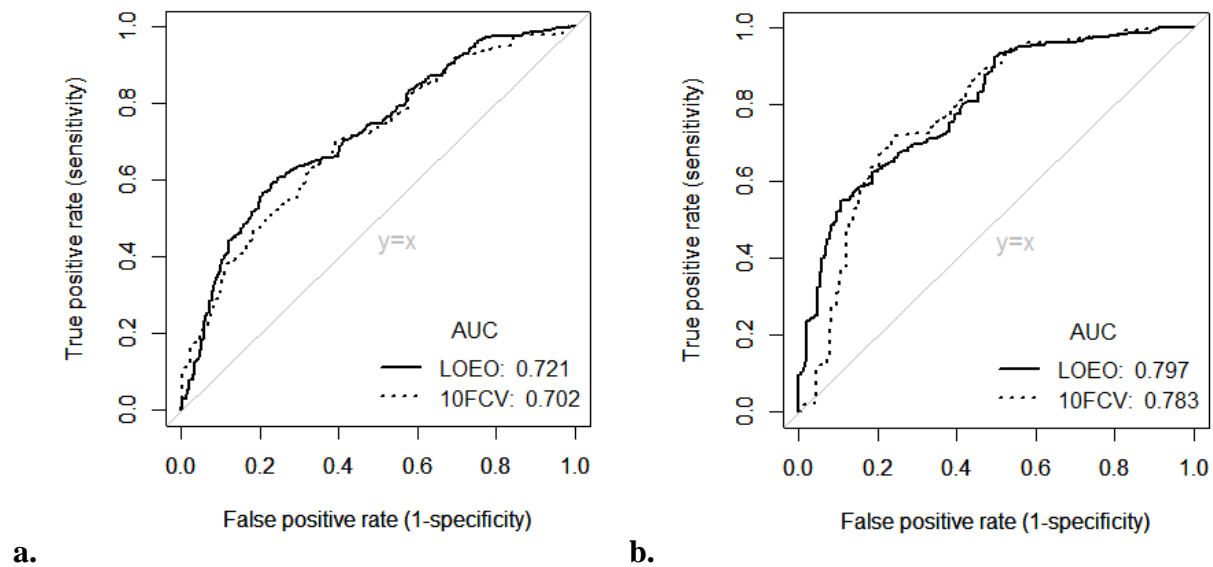 True positive rate (sensitivity)
1.0
0.8
0.6
0.4
0.2
0.0
y=x
AUC
LOEO: 0.721
10FCV: 0.702
0.0 0.2 0.4 0.6 0.8 1.0
False positive rate (1-specificity)
a.
True positive rate (sensitivity)
1.0
0.8
0.6
0.4
0.2
0.0
y=x
AUC
LOEO: 0.797
10FCV: 0.783
0.0 0.2 0.4 0.6 0.8 1.0
False positive rate (1-specificity)
b.